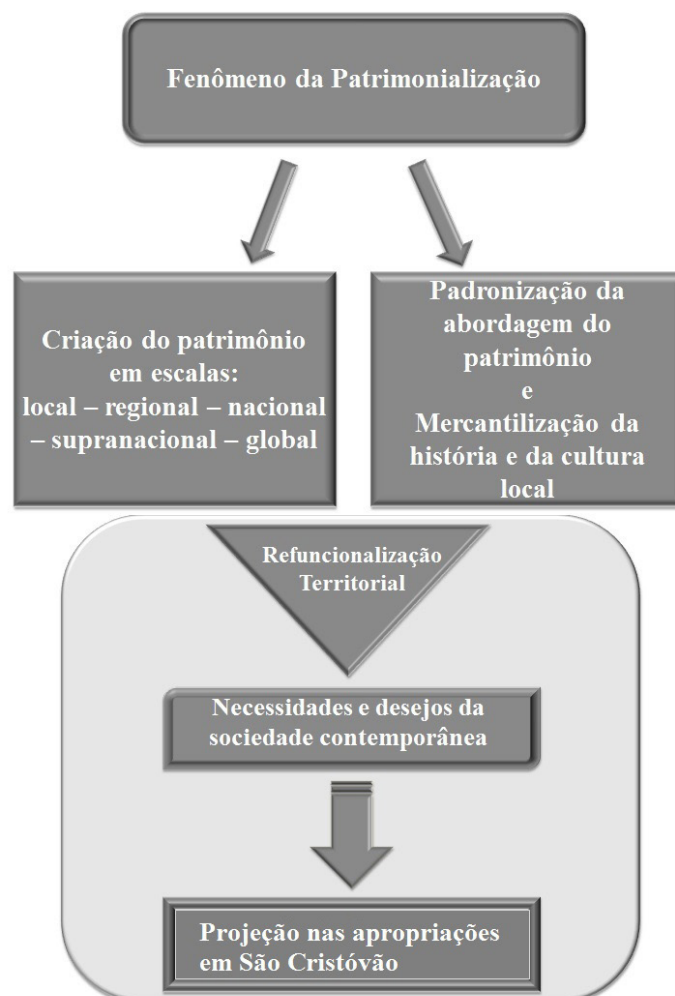 Fenômeno da Patrimonialização
Criação do patrimônio
em escalas:
local – regional – nacional
– supranacional – global
Padronização da
abordagem do
patrimônio
e
Mercantilização da
história e da cultura
local
Refuncionalização
Territorial
Necessidades e desejos da
sociedade contemporânea
Projeção nas apropriações
em São Cristóvão